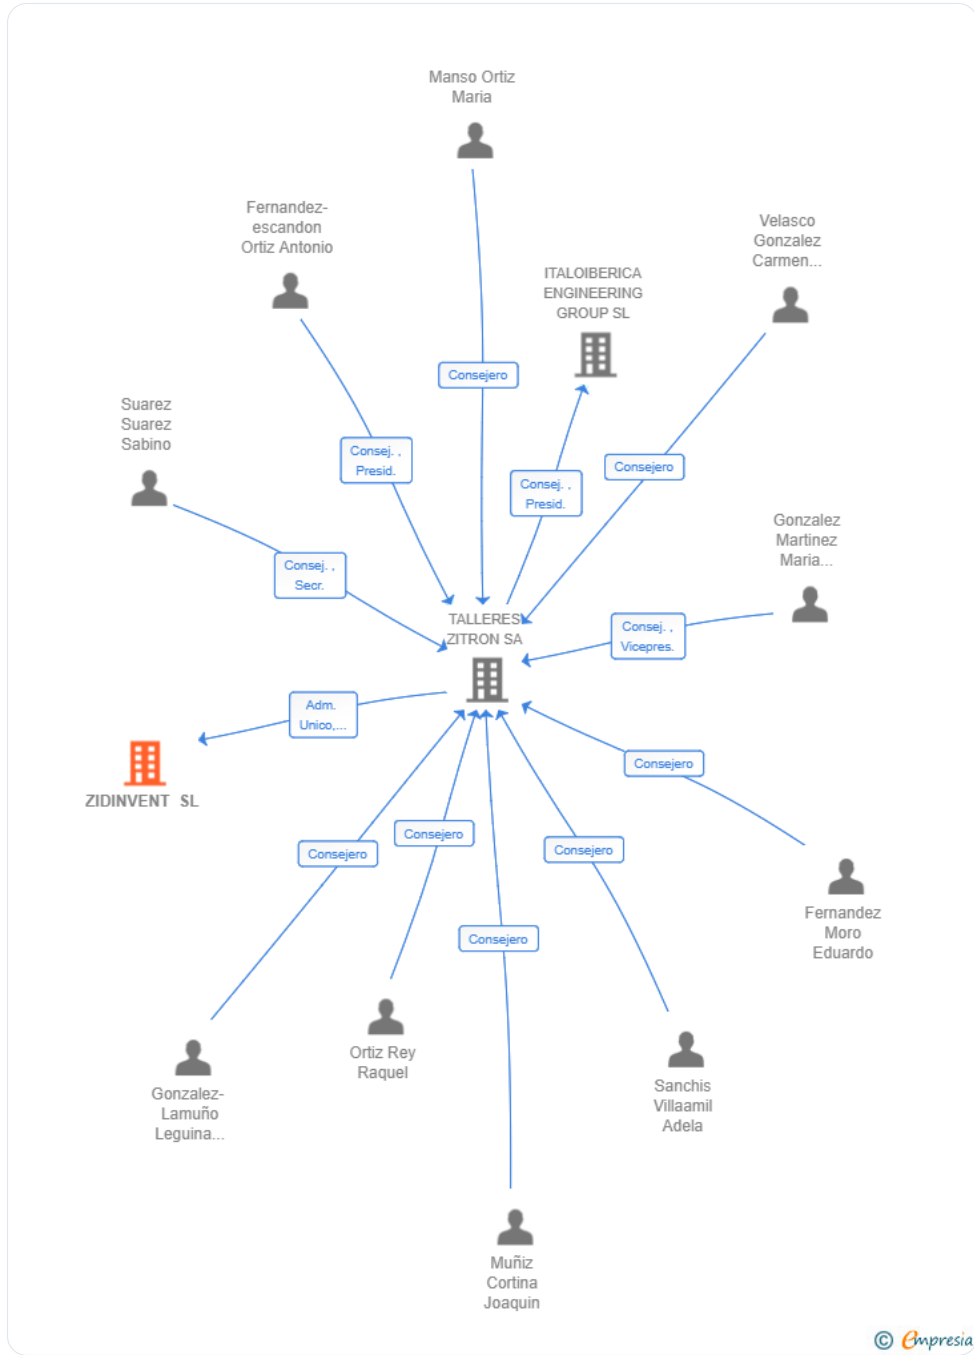 Manso Ortiz
Maria
Fernandez-
escandon
Ortiz Antonio
Velasco
Gonzalez
Carmen...
ITALOIBERICA
ENGINEERING
GROUP SL
Consejero
Suarez
Suarez
Sabino
Consej. ,
Presid.
Consejero
Consej. ,
Presid.
Gonzalez
Martinez
Maria...
Consej. ,
Secr.
TALLERES
ZITRON SA
Consej. ,
Vicepres.
Adm.
Unico,...
Consejero
ZIDINVENT SL
Consejero
Consejero
Consejero
Fernandez
Moro
Eduardo
Consejero
Ortiz Rey
Raquel
Gonzalez-
Lamuño
Leguina...
Sanchis
Villaamil
Adela
Muñiz
Cortina
Joaquin
© empresia